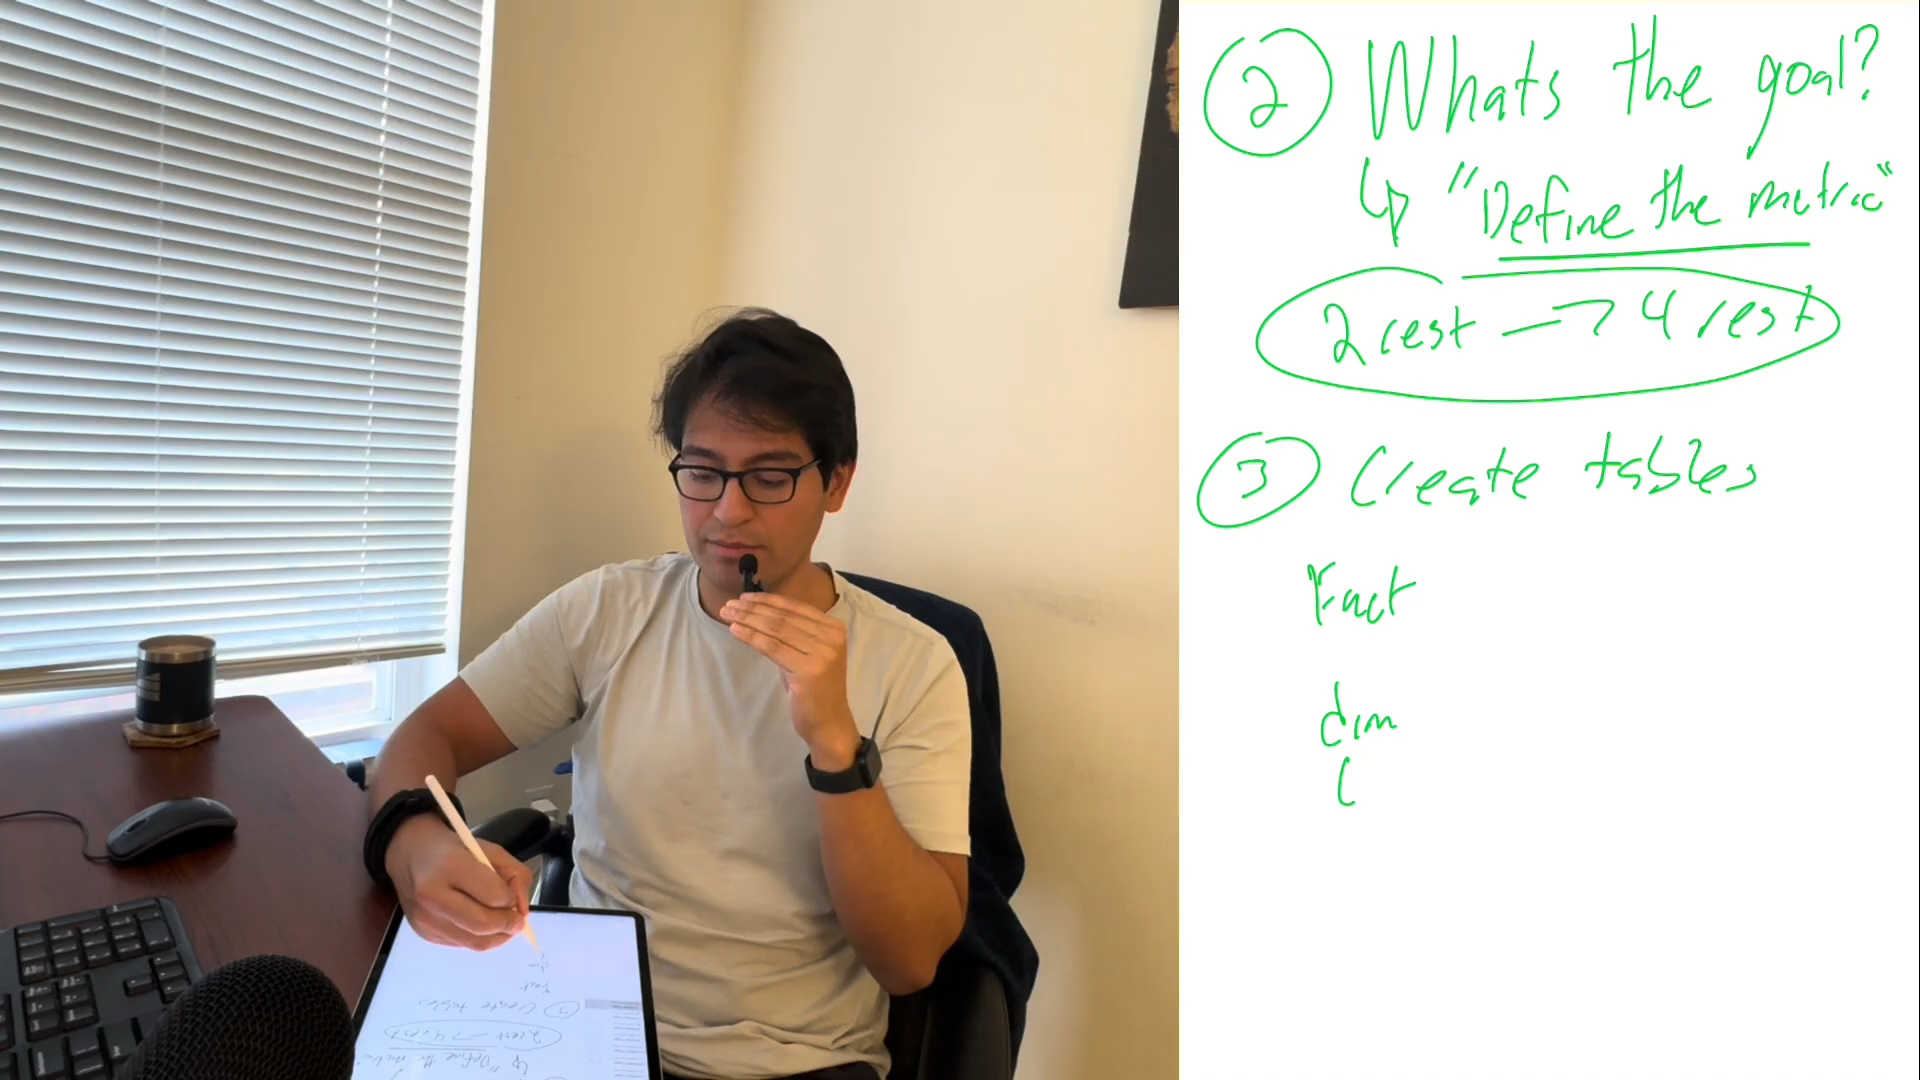 2 Whats the goal?
↳ "Define the metric"
2 rest → 4 rest
3 Create tables
Fact
dim
(